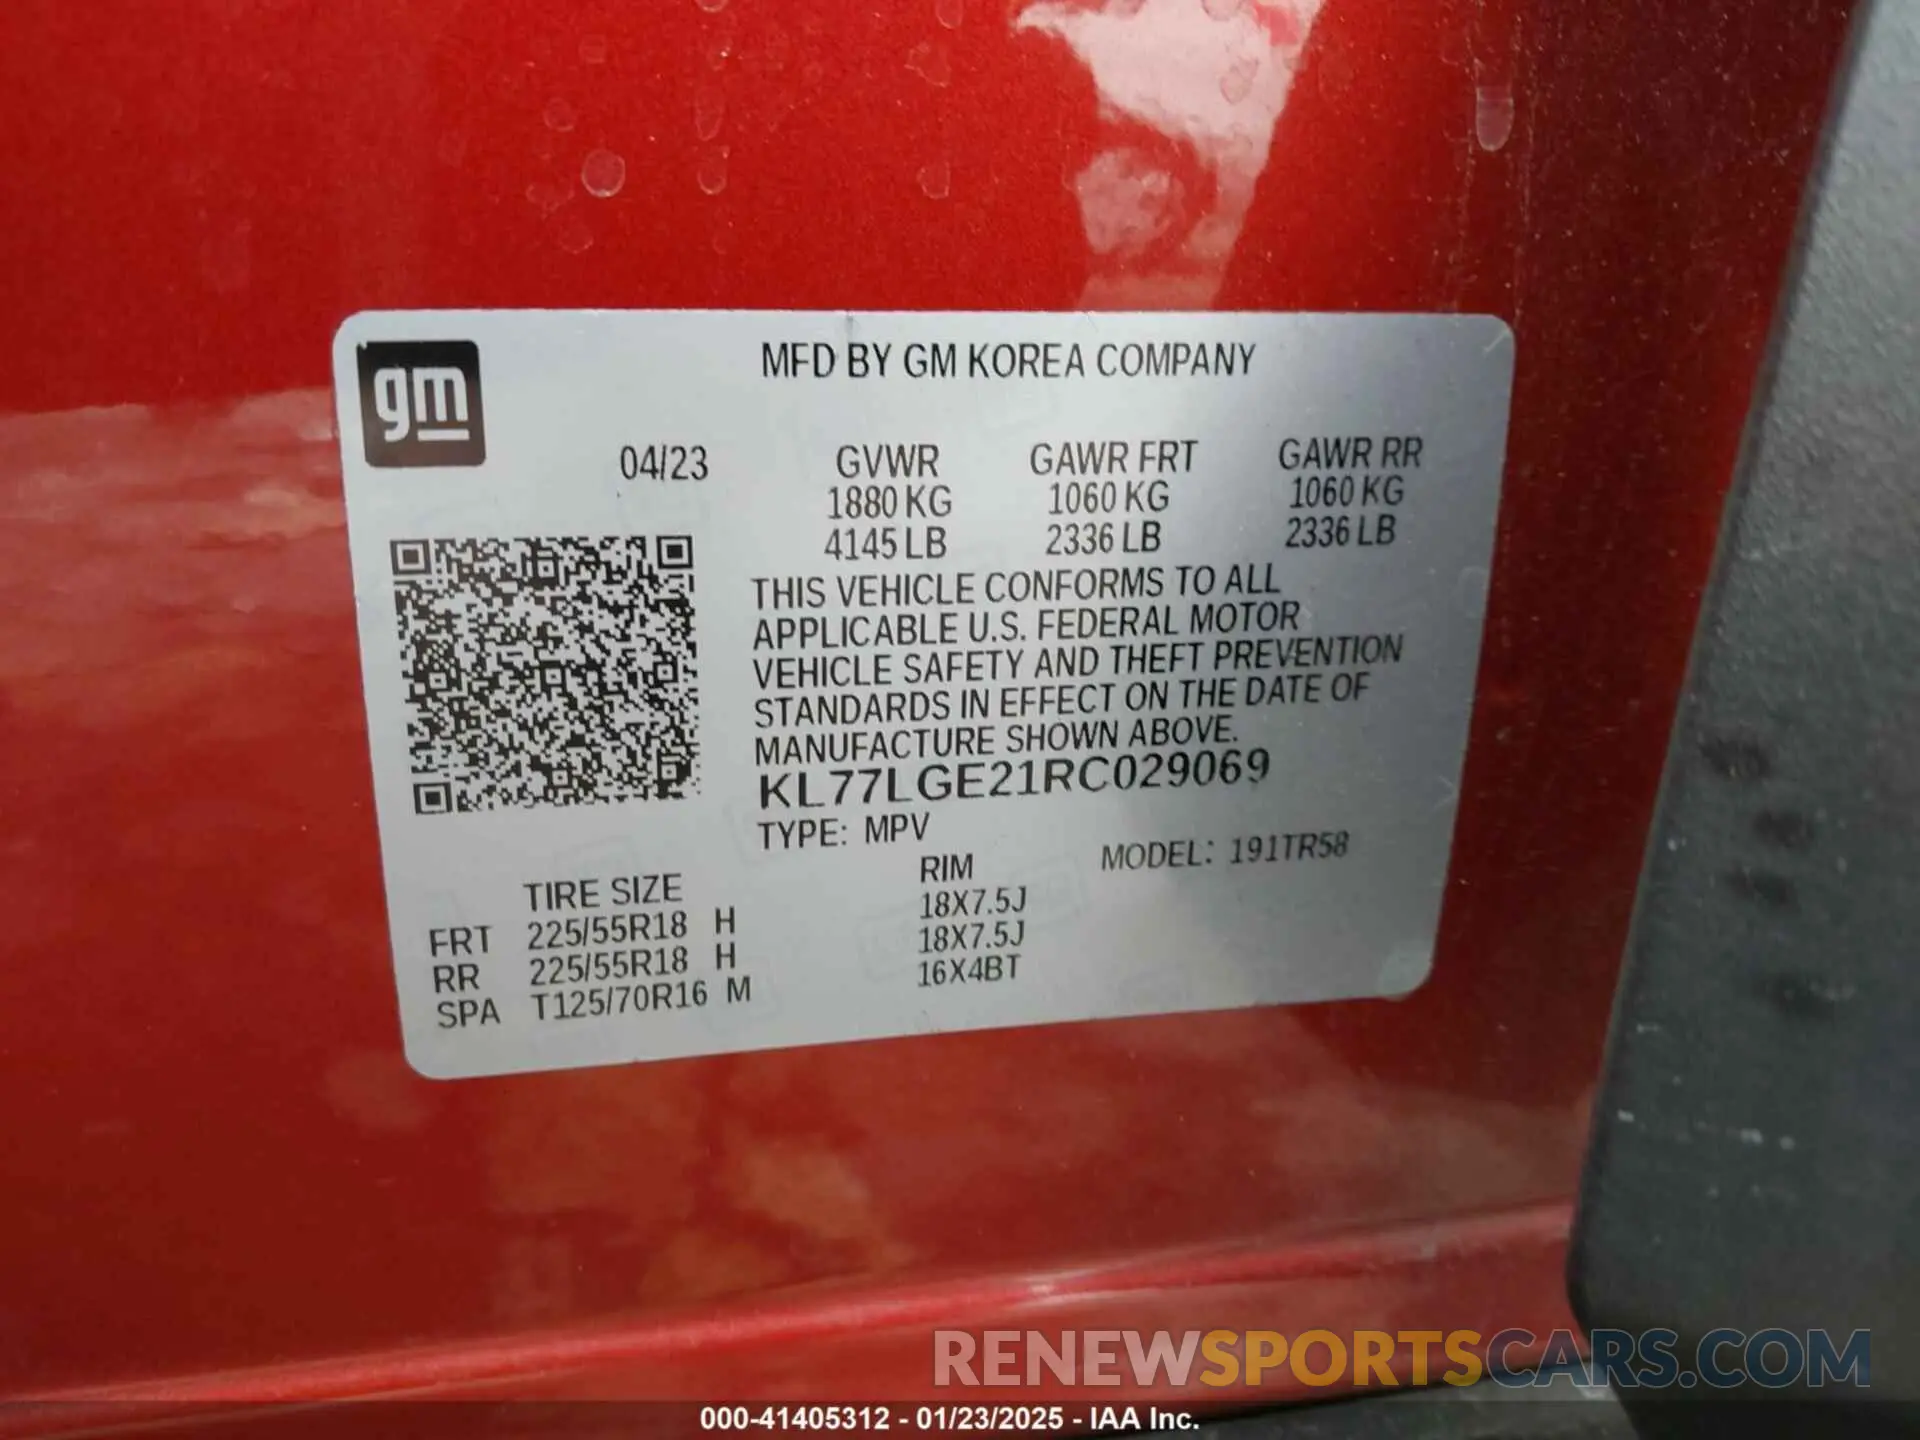 gm
MFD BY GM KOREA COMPANY
04/23 GVWR GAWR FRT GAWR RR
1880 KG 1060 KG 1060 KG
4145 LB 2336 LB 2336 LB
THIS VEHICLE CONFORMS TO ALL
APPLICABLE U.S. FEDERAL MOTOR
VEHICLE SAFETY AND THEFT PREVENTION
STANDARDS IN EFFECT ON THE DATE OF
MANUFACTURE SHOWN ABOVE.
KL77LGE21RC029069
TYPE: MPV MODEL: 191TR58
TIRE SIZE RIM
FRT 225/55R18 H 18X7.5J
RR 225/55R18 H 18X7.5J
SPA T125/70R16 M 16X4BT
RENEWSPORTSCARS.COM
000-41405312 - 01/23/2025 - IAA Inc.